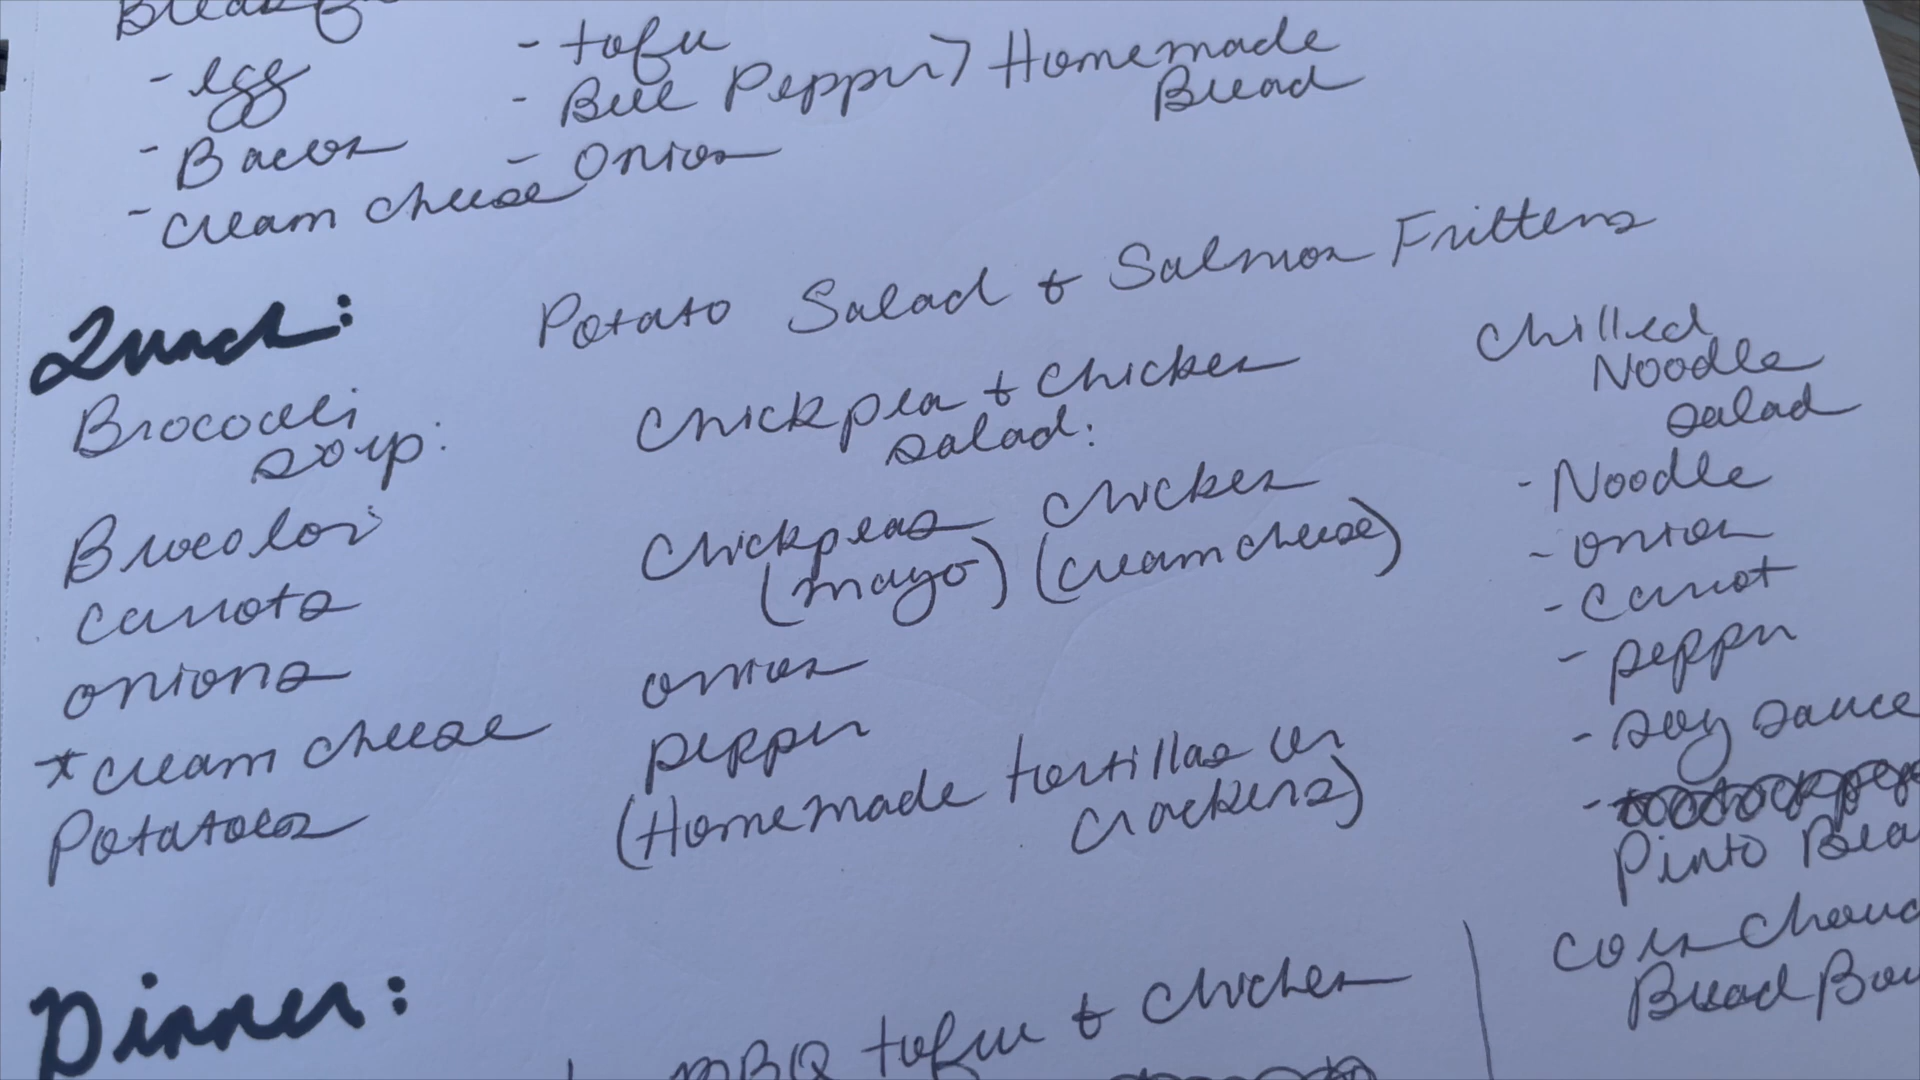 - egg
- Bacon
- cream cheese
- tofu
- Bell Pepper > Homemade
Bread
- Onion
Lunch:
Potato Salad & Salmon Fritters
Brococlli
soup:
Brocoloi
carrots
onions
* cream cheese
Potatoes
Chickpea + Chicken
salad:
Chickpeas Chicken
(mayo) (cream cheese)
onion
pepper
(Homemade tortillas or
crackers)
Chilled
Noodle
salad
- Noodle
- onion
- carrot
- pepper
- soy sauce
Pinto
Corn
Bread
Dinner:
BBQ tofu & Chicken